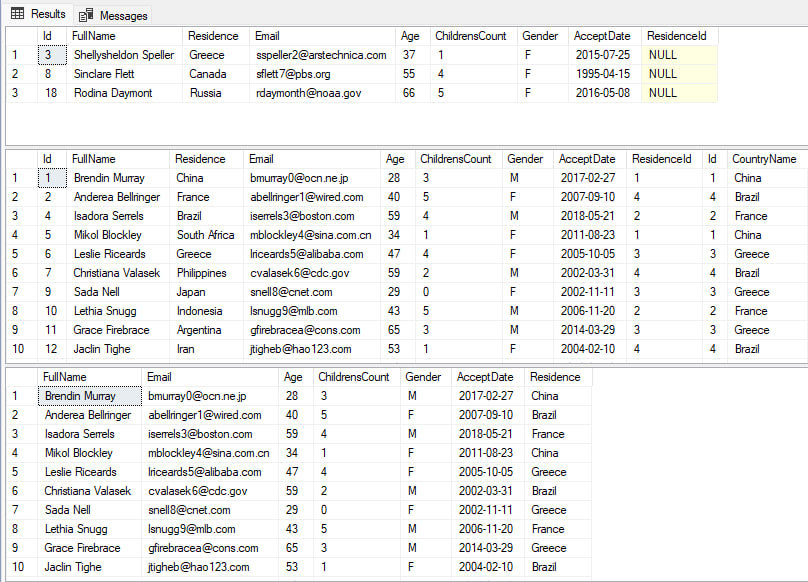 Results Messages
Id FullName Residence Email Age ChildrensCount Gender AcceptDate ResidenceId
1 3 Shellysheldon Speller Greece sspeller2@arstechnica.com 37 1 F 2015-07-25 NULL
2 8 Sinclare Flett Canada sflett7@pbs.org 55 4 F 1995-04-15 NULL
3 18 Rodina Daymont Russia rdaymonth@noaa.gov 66 5 F 2016-05-08 NULL
Id FullName Residence Email Age ChildrensCount Gender AcceptDate ResidenceId Id CountryName
1 1 Brendin Murray China bmurray0@ocn.ne.jp 28 3 M 2017-02-27 1 1 China
2 2 Anderea Bellringer France abellringer1@wired.com 40 5 F 2007-09-10 4 4 Brazil
3 4 Isadora Serrels Brazil iserrels3@boston.com 59 4 M 2018-05-21 2 2 France
4 5 Mikol Blockley South Africa mblockley4@sina.com.cn 34 1 F 2011-08-23 1 1 China
5 6 Leslie Riceards Greece lriceards5@alibaba.com 47 4 F 2005-10-05 3 3 Greece
6 7 Christiana Valasek Philippines cvalasek6@cdc.gov 59 2 M 2002-03-31 4 4 Brazil
7 9 Sada Nell Japan snell8@cnet.com 29 0 F 2002-11-11 3 3 Greece
8 10 Lethia Snugg Indonesia lsnugg9@mlb.com 43 5 M 2006-11-20 2 2 France
9 11 Grace Firebrace Argentina gfirebracea@cons.com 65 3 M 2014-03-29 3 3 Greece
10 12 Jaclin Tighe Iran jtigheb@hao123.com 53 1 F 2004-02-10 4 4 Brazil
FullName Email Age ChildrensCount Gender AcceptDate Residence
1 Brendin Murray bmurray0@ocn.ne.jp 28 3 M 2017-02-27 China
2 Anderea Bellringer abellringer1@wired.com 40 5 F 2007-09-10 Brazil
3 Isadora Serrels iserrels3@boston.com 59 4 M 2018-05-21 France
4 Mikol Blockley mblockley4@sina.com.cn 34 1 F 2011-08-23 China
5 Leslie Riceards lriceards5@alibaba.com 47 4 F 2005-10-05 Greece
6 Christiana Valasek cvalasek6@cdc.gov 59 2 M 2002-03-31 Brazil
7 Sada Nell snell8@cnet.com 29 0 F 2002-11-11 Greece
8 Lethia Snugg lsnugg9@mlb.com 43 5 M 2006-11-20 France
9 Grace Firebrace gfirebracea@cons.com 65 3 M 2014-03-29 Greece
10 Jaclin Tighe jtigheb@hao123.com 53 1 F 2004-02-10 Brazil